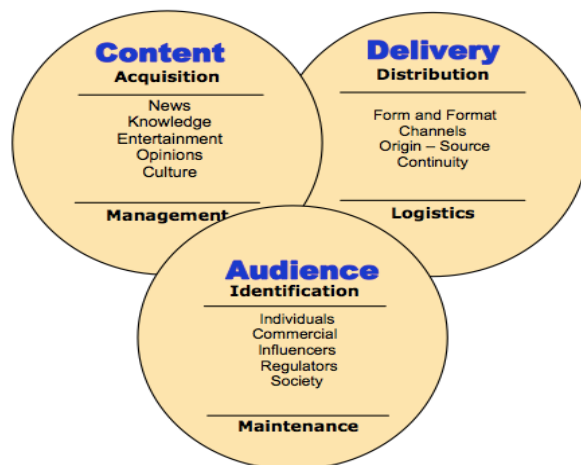 Content
Acquisition
News
Knowledge
Entertainment
Opinions
Culture
Management
Delivery
Distribution
Form and Format
Channels
Origin – Source
Continuity
Logistics
Audience
Identification
Individuals
Commercial
Influencers
Regulators
Society
Maintenance